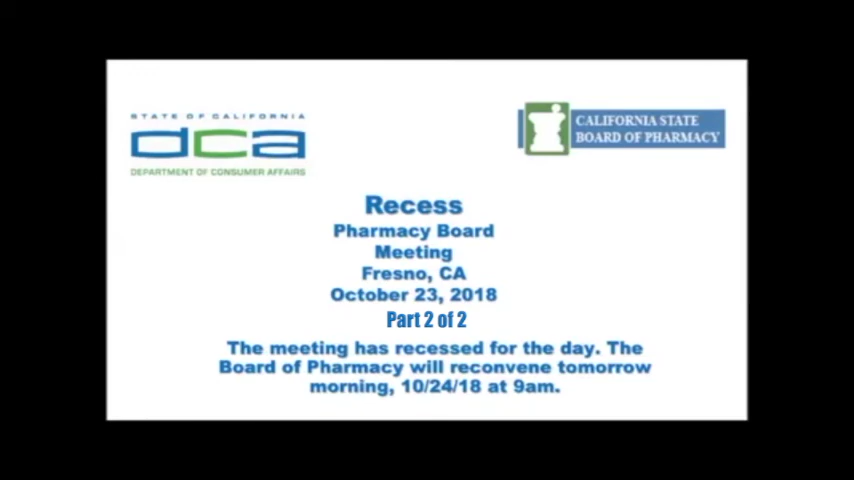 STATE OF CALIFORNIA
dca
DEPARTMENT OF CONSUMER AFFAIRS
CALIFORNIA STATE
BOARD OF PHARMACY
Recess
Pharmacy Board
Meeting
Fresno, CA
October 23, 2018
Part 2 of 2
The meeting has recessed for the day. The
Board of Pharmacy will reconvene tomorrow
morning, 10/24/18 at 9am.